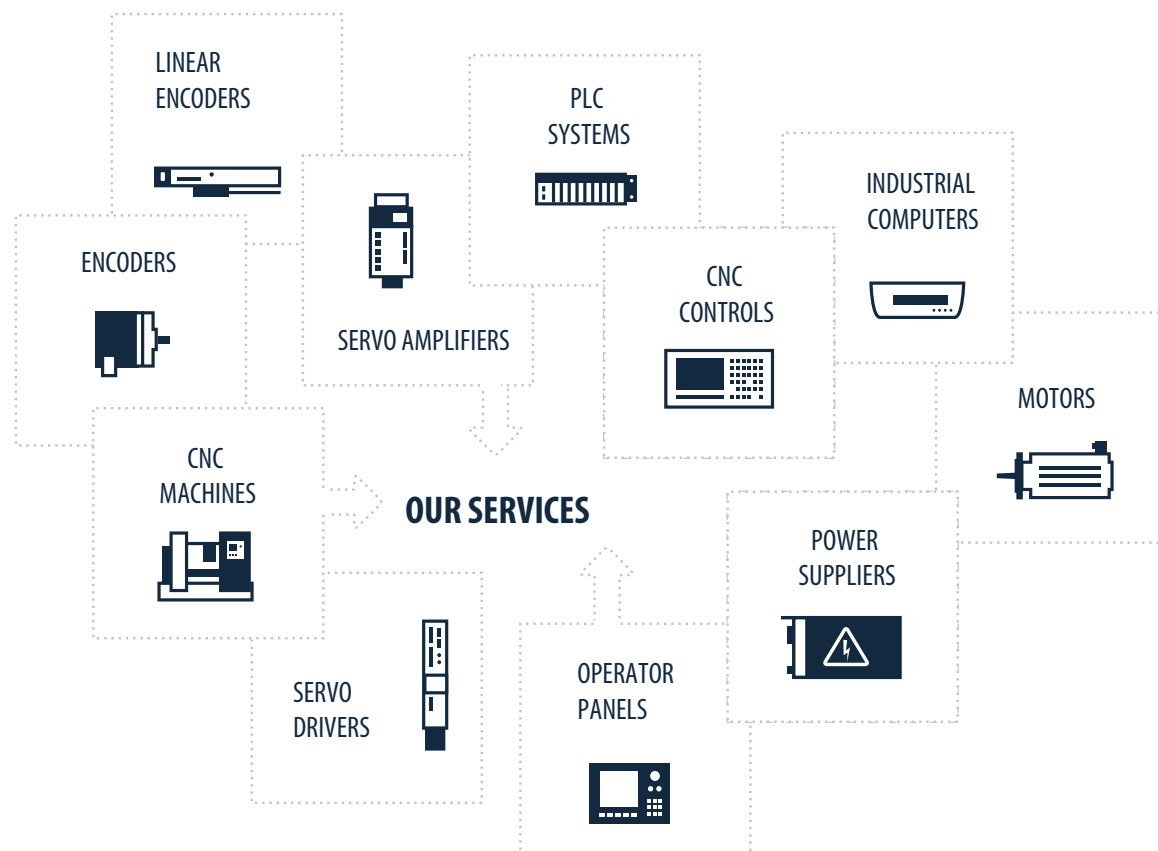 LINEAR
ENCODERS
PLC
SYSTEMS
INDUSTRIAL
COMPUTERS
ENCODERS
CNC
CONTROLS
SERVO AMPLIFIERS
MOTORS
CNC
MACHINES
OUR SERVICES
POWER
SUPPLIERS
OPERATOR
PANELS
SERVO
DRIVERS